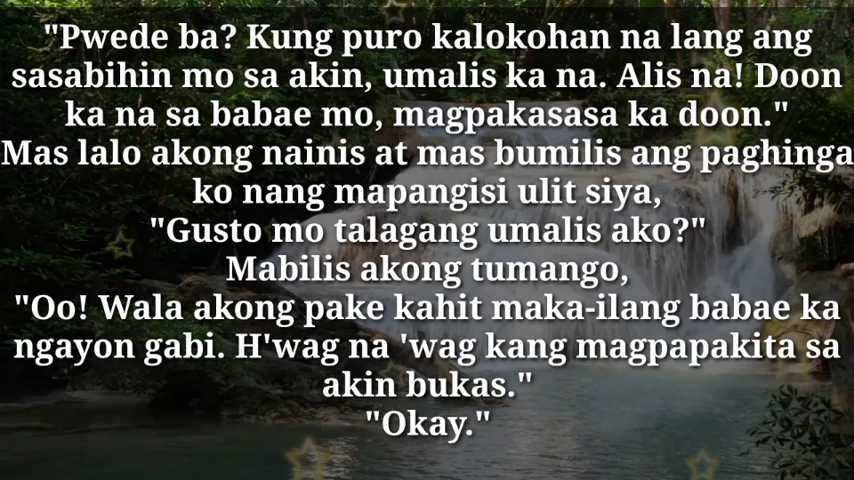 "Pwede ba? Kung puro kalokohan na lang ang
sasabihin mo sa akin, umalis ka na. Alis na! Doon
ka na sa babae mo, magpakasasa ka doon."
Mas lalo akong nainis at mas bumilis ang paghinga
ko nang mapangisi ulit siya,
"Gusto mo talagang umalis ako?"
Mabilis akong tumango,
"Oo! Wala akong pake kahit maka-ilang babae ka
ngayon gabi. H'wag na 'wag kang magpapakita sa
akin bukas."
"Okay."